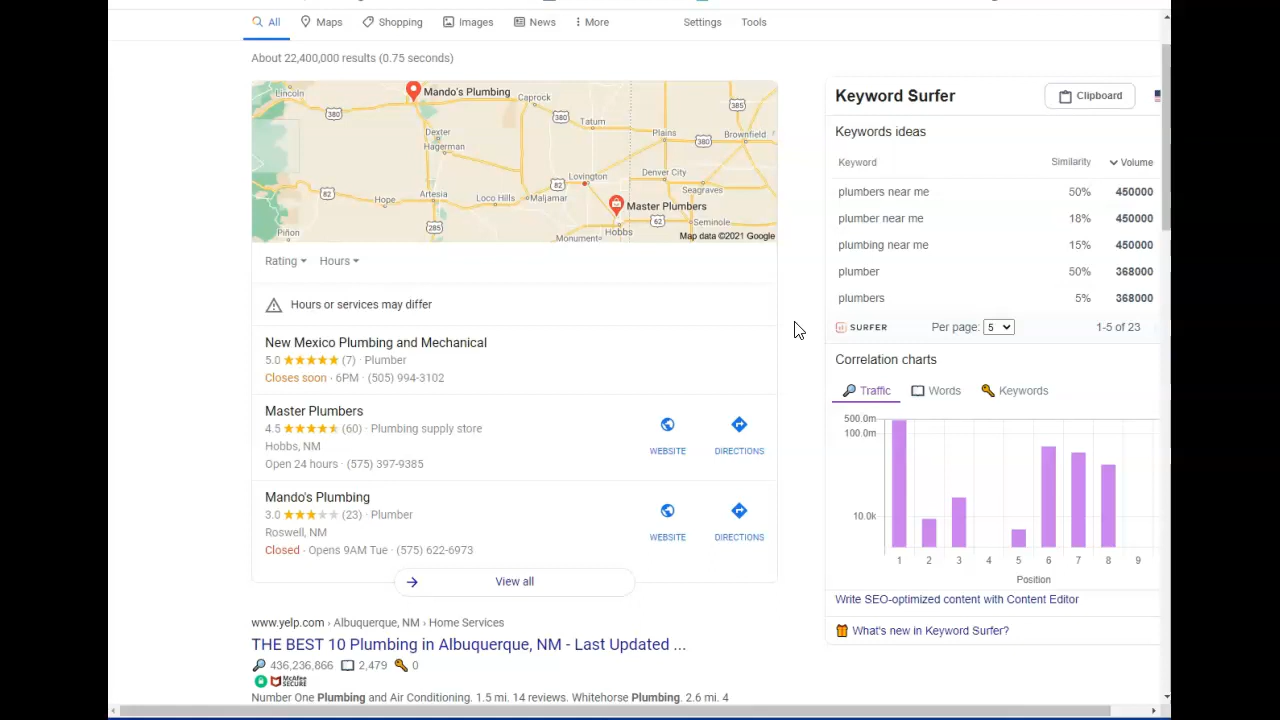 All Maps Shopping Images News More Settings Tools
About 22,400,000 results (0.75 seconds)
Lincoln
380
Mando's Plumbing
Caprock
380
Tatum
Plains
385
380
Brownfield
Dexter
Hagerman
Lovington
Denver City
82
Seagraves
82
Hope
Artesia
Loco Hills
Maljamar
Master Plumbers
285
62
Seminole
Hobbs
Piñon
Monument
Map data ©2021 Google
Rating Hours
Hours or services may differ
New Mexico Plumbing and Mechanical
5.0 (7) · Plumber
Closes soon · 6PM · (505) 994-3102
Master Plumbers
4.5 (60) · Plumbing supply store
Hobbs, NM
Open 24 hours · (575) 397-9385
WEBSITE DIRECTIONS
Mando's Plumbing
3.0 (23) · Plumber
Roswell, NM
Closed · Opens 9AM Tue · (575) 622-6973
WEBSITE DIRECTIONS
View all
www.yelp.com › Albuquerque, NM › Home Services
THE BEST 10 Plumbing in Albuquerque, NM - Last Updated ...
436,236,866 2,479 0
McAfee
SECURE
Number One Plumbing and Air Conditioning. 1.5 mi. 14 reviews. Whitehorse Plumbing. 2.6 mi. 4
Keyword Surfer Clipboard
Keywords ideas
Keyword Similarity Volume
plumbers near me 50% 450000
plumber near me 18% 450000
plumbing near me 15% 450000
plumber 50% 368000
plumbers 5% 368000
SURFER Per page: 5 1-5 of 23
Correlation charts
Traffic Words Keywords
500.0m
100.0m
10.0k
1 2 3 4 5 6 7 8 9
Position
Write SEO-optimized content with Content Editor
What's new in Keyword Surfer?